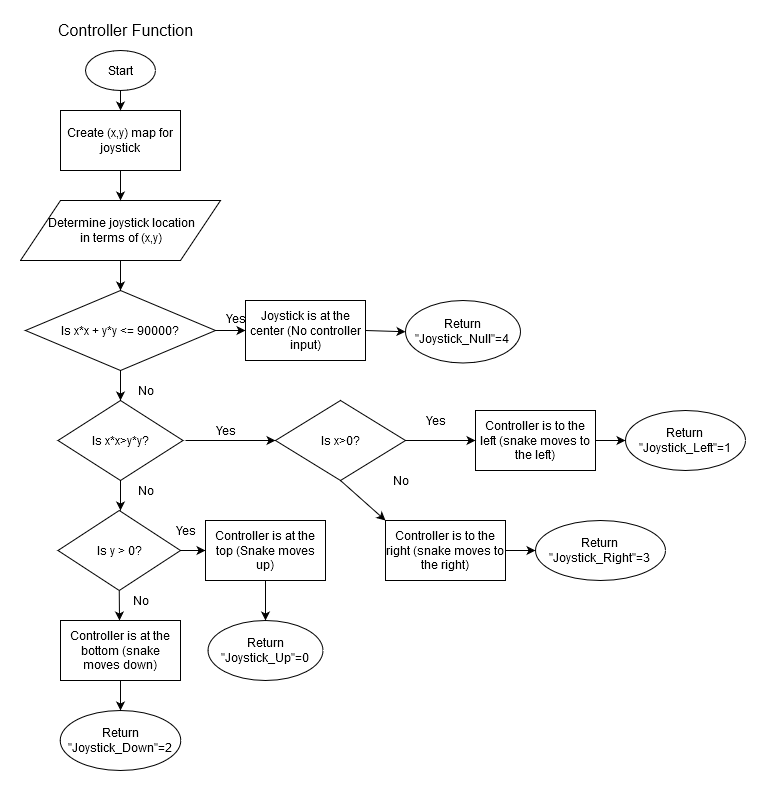 Controller Function
Start
Create (x,y) map for
joystick
Determine joystick location
in terms of (x,y)
Is x*x + y*y <= 90000?
Yes
Joystick is at the
center (No controller
input)
Return
"Joystick_Null"=4
No
Is x*x>y*y?
Yes
Is x>0?
Yes
Controller is to the
left (snake moves to
the left)
Return
"Joystick_Left"=1
No
Controller is to the
right (snake moves to
the right)
Return
"Joystick_Right"=3
No
Is y > 0?
Yes
Controller is at the
top (Snake moves
up)
Return
"Joystick_Up"=0
No
Controller is at the
bottom (snake
moves down)
Return
"Joystick_Down"=2